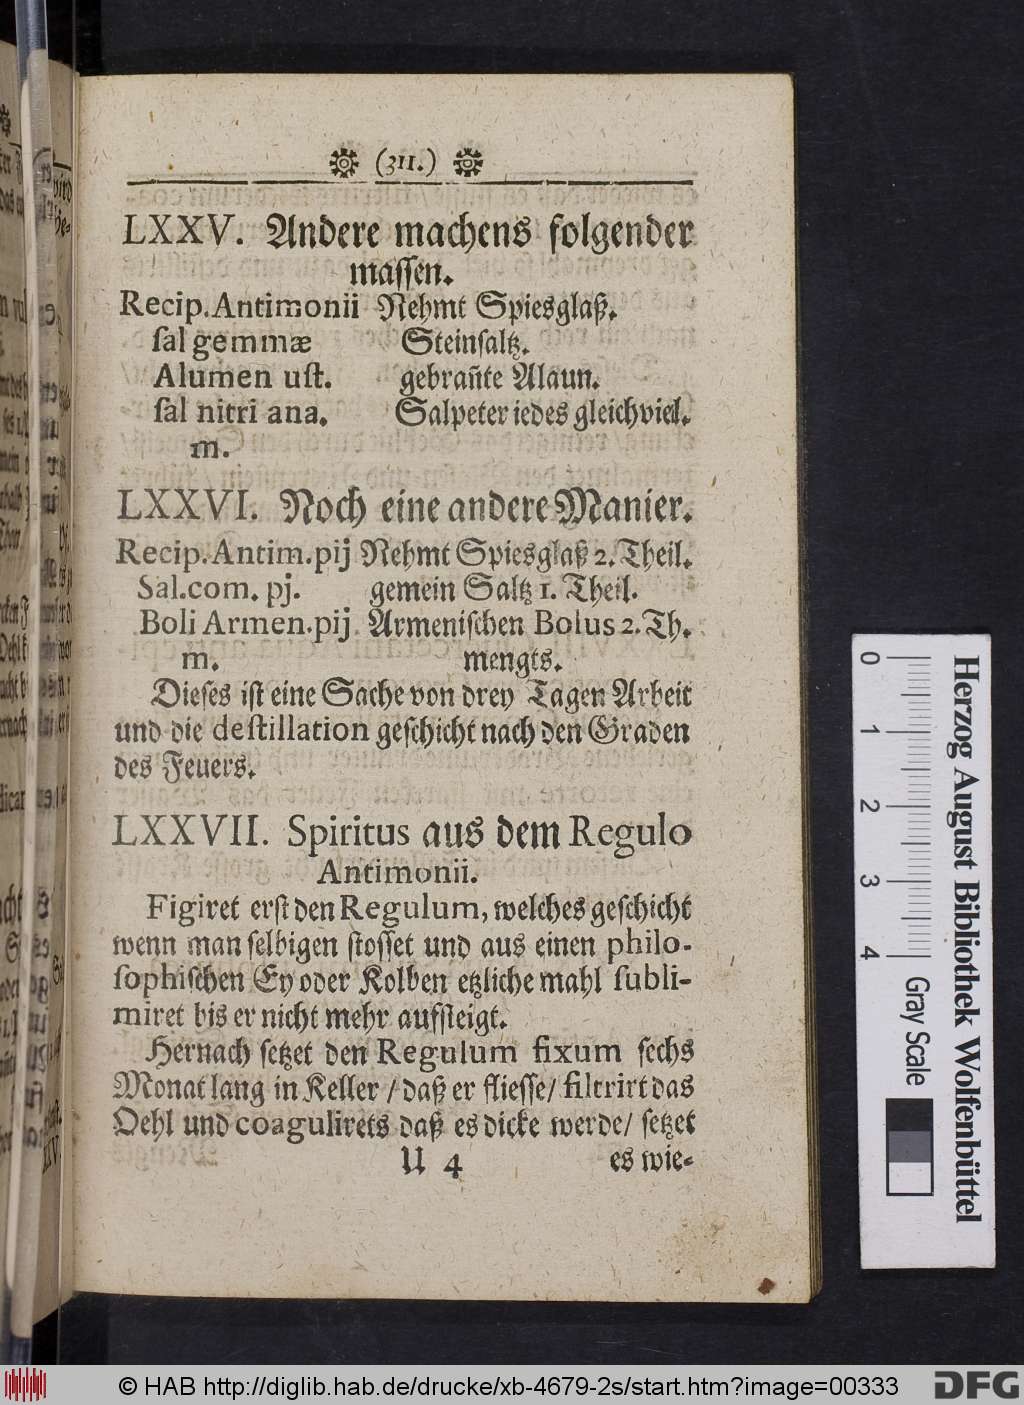 (311.)
LXXV. Andere machens folgender
massen.
Recip. Antimonii Nehmt Spiesglaß.
ſal gemmæ Steinsaltz.
Alumen uſt. gebrañte Alaun.
ſal nitri ana. Salpeter iedes gleichviel.
m.
LXXVI. Noch eine andere Manier.
Recip. Antim. pij Nehmt Spiesglaß 2. Theil.
Sal. com. pj. gemein Saltz 1. Theil.
Boli Armen. pij Armenischen Bolus 2. Th.
m. mengts.
Dieses ist eine Sache von drey Tagen Arbeit
und die deſtillation geschicht nach den Graden
des Feuers.
LXXVII. Spiritus aus dem Regulo
Antimonii.
Figiret erst den Regulum, welches geschicht
wenn man selbigen stosset und aus einen philo-
sophischen Ey oder Kolben etzliche mahl ſubli-
miret bis er nicht mehr aufsteigt.
Hernach setzet den Regulum fixum sechs
Monat lang in Keller / daß er fliesse / filtrirt das
Oehl und coagulirets daß es dicke werde / setzet
U 4 es wie-
Herzog August Bibliothek Wolfenbüttel
0 1 2 3 4
Gray Scale
© HAB http://diglib.hab.de/drucke/xb-4679-2s/start.htm?image=00333
DFG